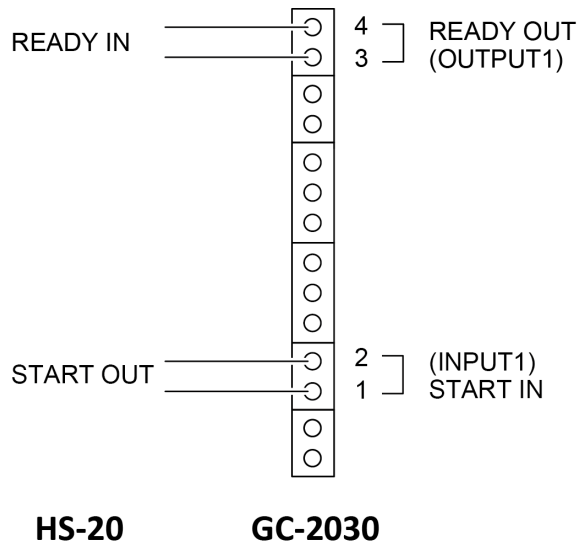 READY IN
4
3
READY OUT
(OUTPUT1)
START OUT
2
1
(INPUT1)
START IN
HS-20
GC-2030